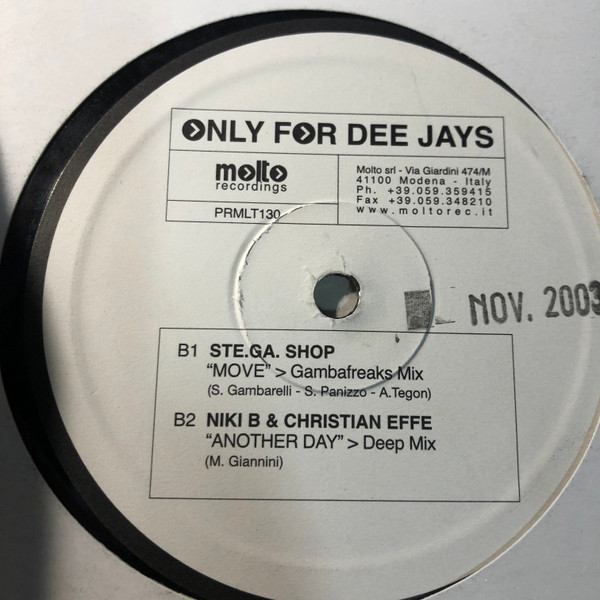 ONLY FOR DEE JAYS
molto
recordings
PRMLT130
Molto srl - Via Giardini 474/M
41100 Modena - Italy
Ph. +39.059.359415
Fax +39.059.348210
www.moltorec.it
NOV. 2003
B1 STE.GA. SHOP
“MOVE” > Gambafreaks Mix
(S. Gambarelli - S. Panizzo - A.Tegon)
B2 NIKI B & CHRISTIAN EFFE
“ANOTHER DAY” > Deep Mix
(M. Giannini)